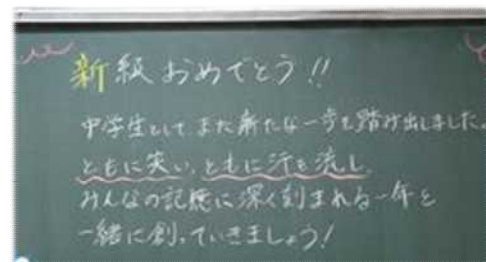 新級おめでとう!!
中学生として、また新たな一歩を踏み出しました。
ともに笑い、ともに汗を流し、
みんなの記憶に深く刻まれる一年を
一緒に創っていきましょう!